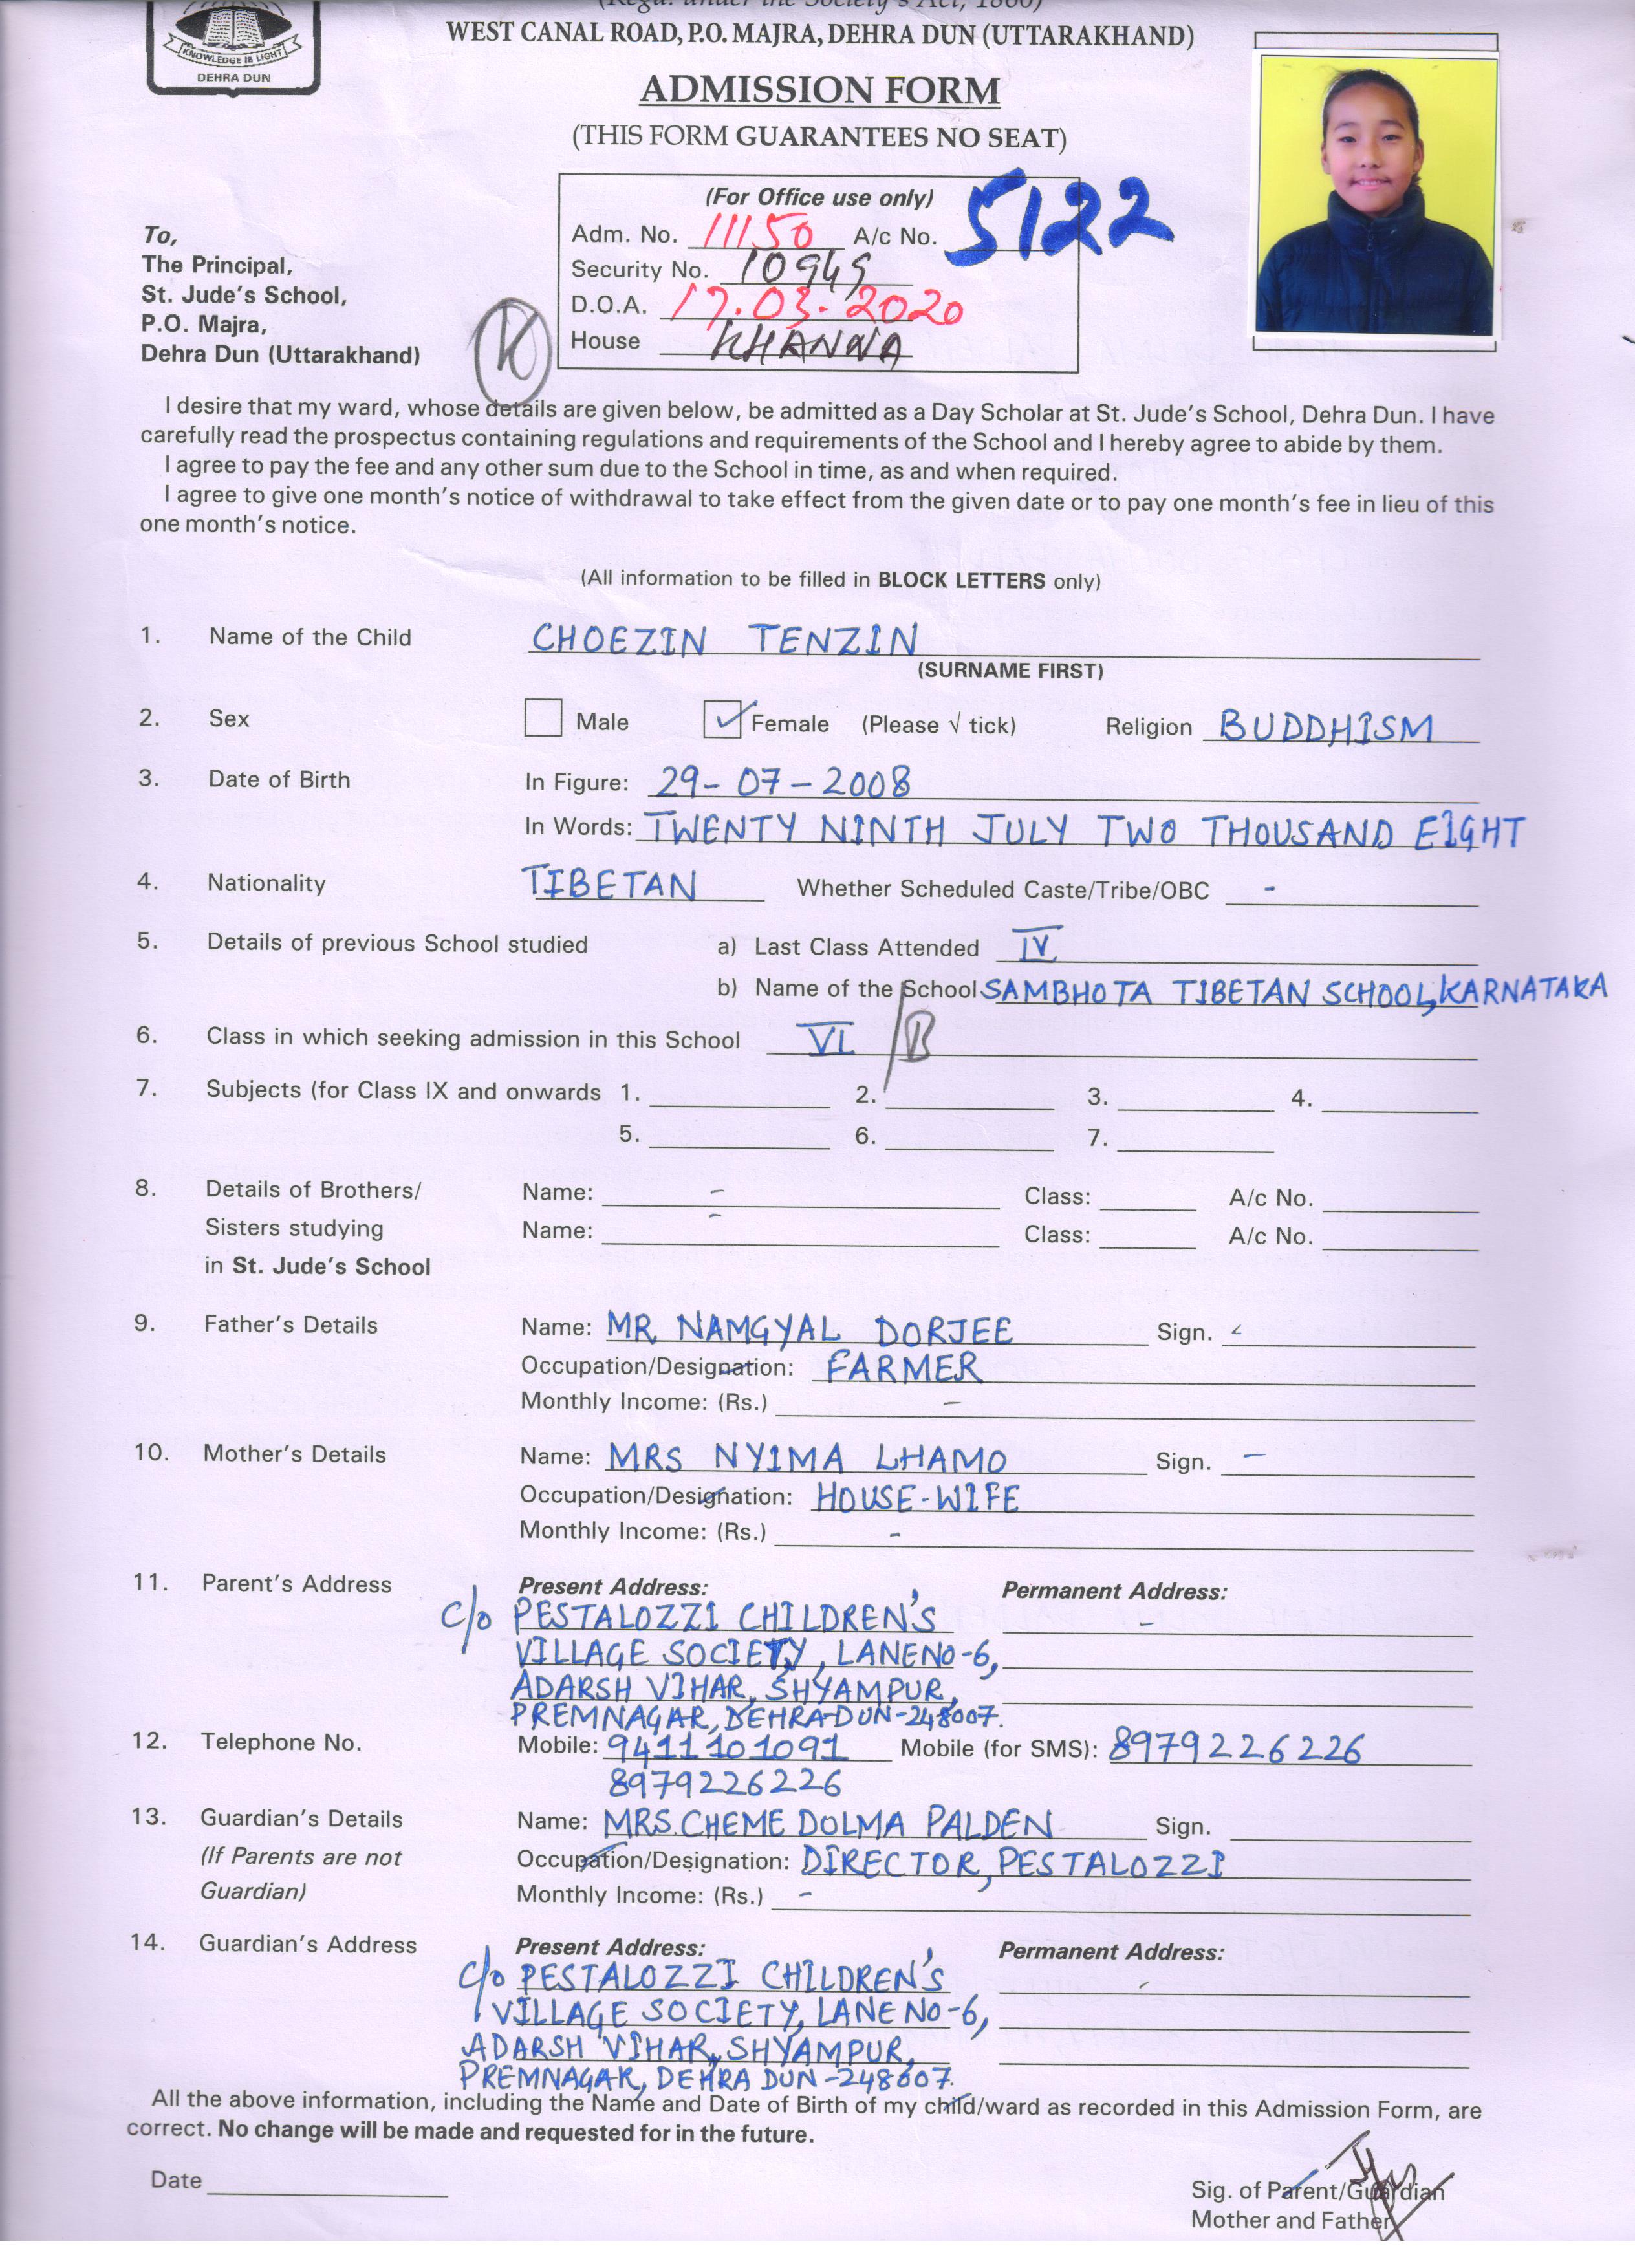 (Regd. under the Society's Act, 1860)
KNOWLEDGE IS LIGHT
DEHRA DUN
WEST CANAL ROAD, P.O. MAJRA, DEHRA DUN (UTTARAKHAND)
ADMISSION FORM
(THIS FORM GUARANTEES NO SEAT)
(For Office use only)
Adm. No. 11150 A/c No. 5122
Security No. 10945
D.O.A. 17.03.2020
House KHANNA
K
To,
The Principal,
St. Jude's School,
P.O. Majra,
Dehra Dun (Uttarakhand)
I desire that my ward, whose details are given below, be admitted as a Day Scholar at St. Jude's School, Dehra Dun. I have
carefully read the prospectus containing regulations and requirements of the School and I hereby agree to abide by them.
I agree to pay the fee and any other sum due to the School in time, as and when required.
I agree to give one month's notice of withdrawal to take effect from the given date or to pay one month's fee in lieu of this
one month's notice.
(All information to be filled in BLOCK LETTERS only)
1. Name of the Child CHOEZIN TENZIN
(SURNAME FIRST)
2. Sex Male ✓ Female (Please √ tick) Religion BUDDHISM
3. Date of Birth In Figure: 29-07-2008
In Words: TWENTY NINTH JULY TWO THOUSAND EIGHT
4. Nationality TIBETAN Whether Scheduled Caste/Tribe/OBC -
5. Details of previous School studied a) Last Class Attended IV
b) Name of the School SAMBHOTA TIBETAN SCHOOL, KARNATAKA
6. Class in which seeking admission in this School VI /B
7. Subjects (for Class IX and onwards 1. 2. 3. 4.
5. 6. 7.
8. Details of Brothers/ Name: - Class: A/c No.
Sisters studying Name: - Class: A/c No.
in St. Jude's School
9. Father's Details Name: MR NAMGYAL DORJEE Sign.
Occupation/Designation: FARMER
Monthly Income: (Rs.) -
10. Mother's Details Name: MRS NYIMA LHAMO Sign. -
Occupation/Designation: HOUSE-WIFE
Monthly Income: (Rs.) -
11. Parent's Address Present Address: Permanent Address:
c/o PESTALOZZI CHILDREN'S -
VILLAGE SOCIETY, LANE NO-6,
ADARSH VIHAR, SHYAMPUR,
PREMNAGAR, DEHRADUN-248007.
12. Telephone No. Mobile: 9411101091 Mobile (for SMS): 8979226226
8979226226
13. Guardian's Details Name: MRS. CHEME DOLMA PALDEN Sign.
(If Parents are not Occupation/Designation: DIRECTOR, PESTALOZZI
Guardian) Monthly Income: (Rs.) -
14. Guardian's Address Present Address: Permanent Address:
c/o PESTALOZZI CHILDREN'S -
VILLAGE SOCIETY, LANE NO-6,
ADARSH VIHAR, SHYAMPUR,
PREMNAGAR, DEHRA DUN-248007.
All the above information, including the Name and Date of Birth of my child/ward as recorded in this Admission Form, are
correct. No change will be made and requested for in the future.
Date
Sig. of Parent/Guardian
Mother and Father